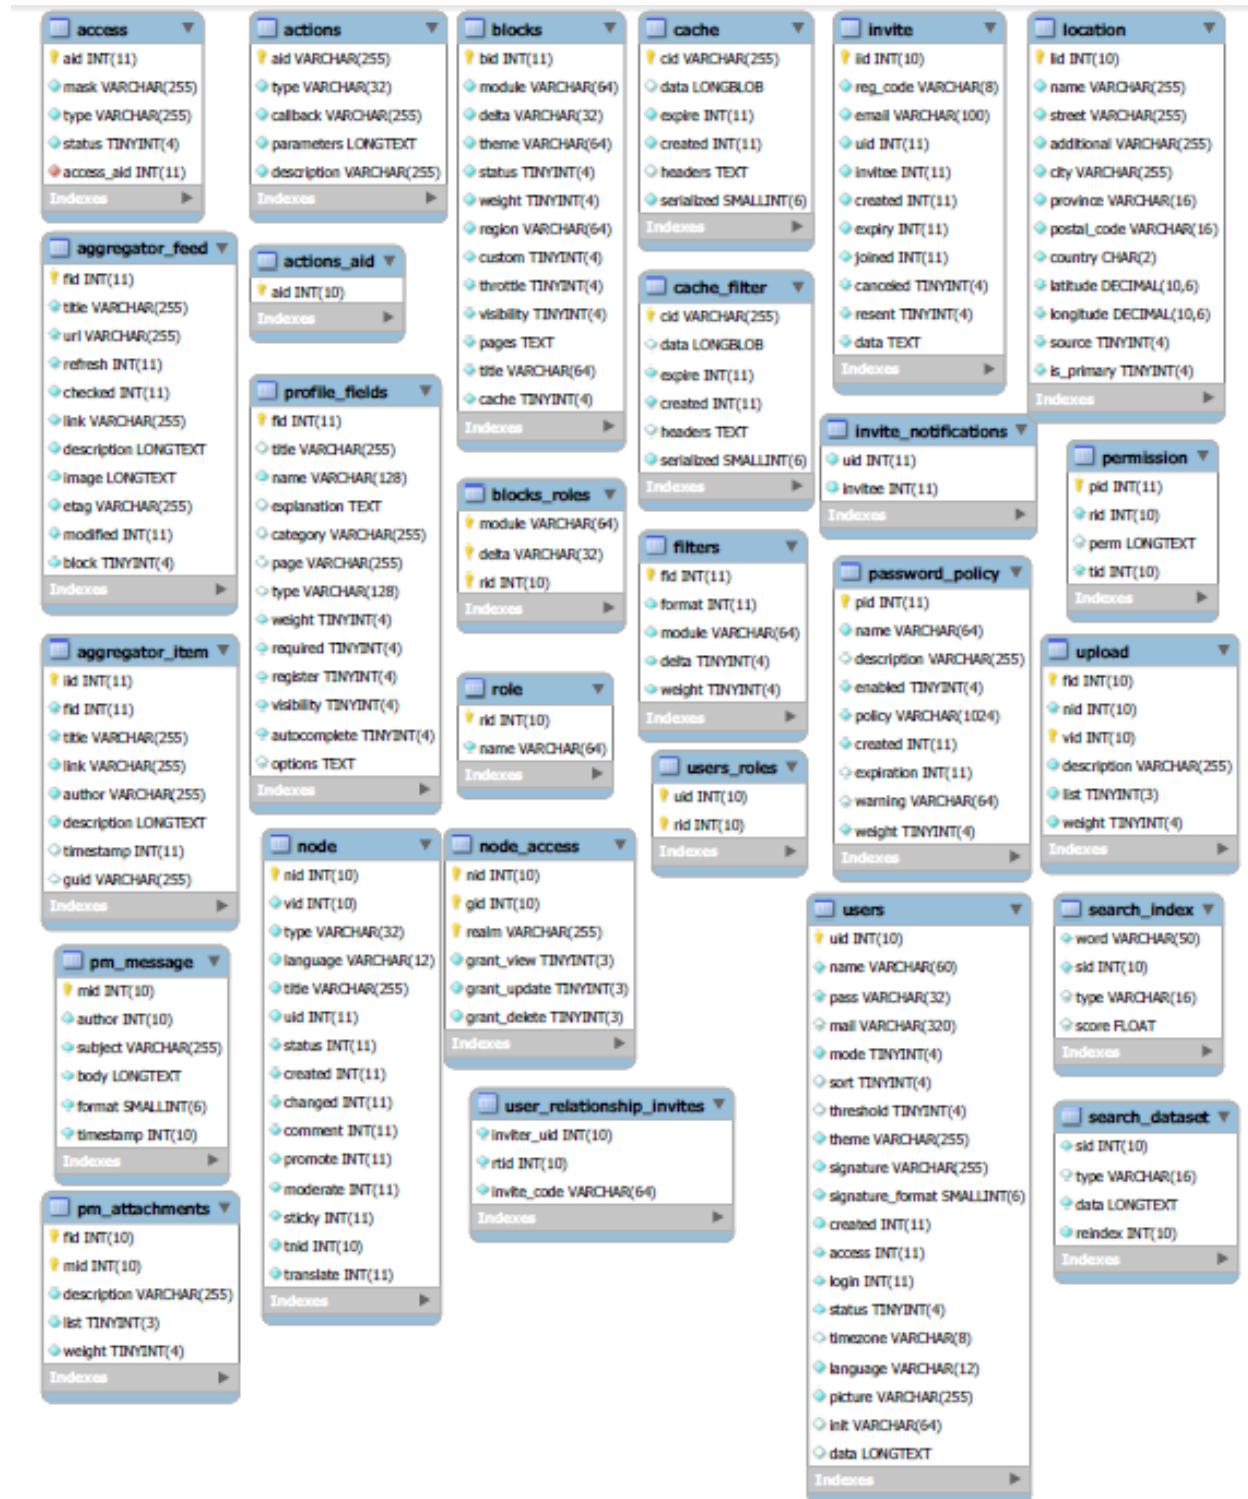 access
aid INT(11)
mask VARCHAR(255)
type VARCHAR(255)
status TINYINT(4)
access_aid INT(11)
Indexes
actions
aid VARCHAR(255)
type VARCHAR(32)
callback VARCHAR(255)
parameters LONGTEXT
description VARCHAR(255)
Indexes
blocks
bid INT(11)
module VARCHAR(64)
delta VARCHAR(32)
theme VARCHAR(64)
status TINYINT(4)
weight TINYINT(4)
region VARCHAR(64)
custom TINYINT(4)
throttle TINYINT(4)
visibility TINYINT(4)
pages TEXT
title VARCHAR(64)
cache TINYINT(4)
Indexes
cache
cid VARCHAR(255)
data LONGBLOB
expire INT(11)
created INT(11)
headers TEXT
serialized SMALLINT(6)
Indexes
invite
iid INT(10)
reg_code VARCHAR(8)
email VARCHAR(100)
uid INT(11)
invitee INT(11)
created INT(11)
expiry INT(11)
joined INT(11)
canceled TINYINT(4)
resent TINYINT(4)
data TEXT
Indexes
location
lid INT(10)
name VARCHAR(255)
street VARCHAR(255)
additional VARCHAR(255)
city VARCHAR(255)
province VARCHAR(16)
postal_code VARCHAR(16)
country CHAR(2)
latitude DECIMAL(10,6)
longitude DECIMAL(10,6)
source TINYINT(4)
is_primary TINYINT(4)
Indexes
aggregator_feed
fid INT(11)
title VARCHAR(255)
url VARCHAR(255)
refresh INT(11)
checked INT(11)
link VARCHAR(255)
description LONGTEXT
image LONGTEXT
etag VARCHAR(255)
modified INT(11)
block TINYINT(4)
Indexes
actions_aid
aid INT(10)
Indexes
cache_filter
cid VARCHAR(255)
data LONGBLOB
expire INT(11)
created INT(11)
headers TEXT
serialized SMALLINT(6)
Indexes
profile_fields
fid INT(11)
title VARCHAR(255)
name VARCHAR(128)
explanation TEXT
category VARCHAR(255)
page VARCHAR(255)
type VARCHAR(128)
weight TINYINT(4)
required TINYINT(4)
register TINYINT(4)
visibility TINYINT(4)
autocomplete TINYINT(4)
options TEXT
Indexes
invite_notifications
uid INT(11)
invitee INT(11)
Indexes
permission
pid INT(11)
rid INT(10)
perm LONGTEXT
tid INT(10)
Indexes
blocks_roles
module VARCHAR(64)
delta VARCHAR(32)
rid INT(10)
Indexes
filters
fid INT(11)
format INT(11)
module VARCHAR(64)
delta TINYINT(4)
weight TINYINT(4)
Indexes
password_policy
pid INT(11)
name VARCHAR(64)
description VARCHAR(255)
enabled TINYINT(4)
policy VARCHAR(1024)
created INT(11)
expiration INT(11)
warning VARCHAR(64)
weight TINYINT(4)
Indexes
aggregator_item
iid INT(11)
fid INT(11)
title VARCHAR(255)
link VARCHAR(255)
author VARCHAR(255)
description LONGTEXT
timestamp INT(11)
guid VARCHAR(255)
Indexes
role
rid INT(10)
name VARCHAR(64)
Indexes
upload
fid INT(10)
nid INT(10)
vid INT(10)
description VARCHAR(255)
list TINYINT(3)
weight TINYINT(4)
Indexes
users_roles
uid INT(10)
rid INT(10)
Indexes
node
nid INT(10)
vid INT(10)
type VARCHAR(32)
language VARCHAR(12)
title VARCHAR(255)
uid INT(11)
status INT(11)
created INT(11)
changed INT(11)
comment INT(11)
promote INT(11)
moderate INT(11)
sticky INT(11)
tnid INT(10)
translate INT(11)
Indexes
node_access
nid INT(10)
gid INT(10)
realm VARCHAR(255)
grant_view TINYINT(3)
grant_update TINYINT(3)
grant_delete TINYINT(3)
Indexes
users
uid INT(10)
name VARCHAR(60)
pass VARCHAR(32)
mail VARCHAR(320)
mode TINYINT(4)
sort TINYINT(4)
threshold TINYINT(4)
theme VARCHAR(255)
signature VARCHAR(255)
signature_format SMALLINT(6)
created INT(11)
access INT(11)
login INT(11)
status TINYINT(4)
timezone VARCHAR(8)
language VARCHAR(12)
picture VARCHAR(255)
init VARCHAR(64)
data LONGTEXT
Indexes
search_index
word VARCHAR(50)
sid INT(10)
type VARCHAR(16)
score FLOAT
Indexes
pm_message
mid INT(10)
author INT(10)
subject VARCHAR(255)
body LONGTEXT
format SMALLINT(6)
timestamp INT(10)
Indexes
user_relationship_invites
inviter_uid INT(10)
rtid INT(10)
invite_code VARCHAR(64)
Indexes
search_dataset
sid INT(10)
type VARCHAR(16)
data LONGTEXT
reindex INT(10)
Indexes
pm_attachments
fid INT(10)
mid INT(10)
description VARCHAR(255)
list TINYINT(3)
weight TINYINT(4)
Indexes